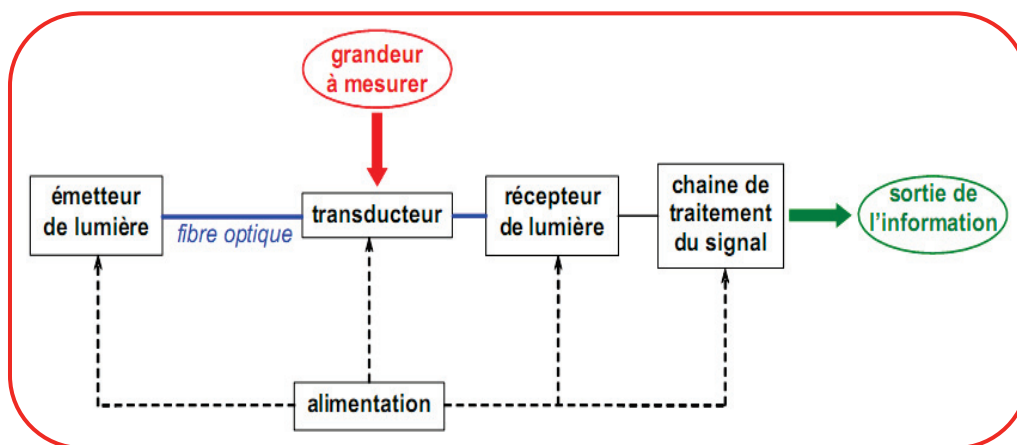 grandeur
à mesurer
émetteur
de lumière
fibre optique
transducteur
récepteur
de lumière
chaine de
traitement
du signal
sortie de
l'information
alimentation